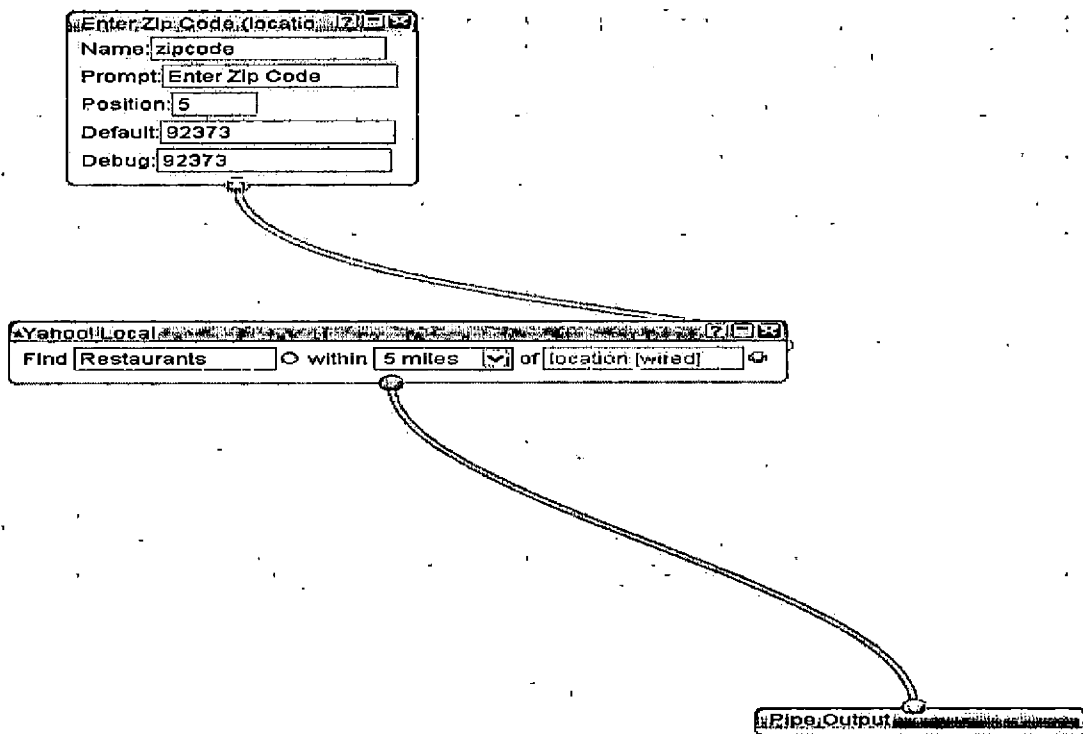 Enter Zip Code (locatio
Name: zipcode
Prompt: Enter Zip Code
Position: 5
Default: 92373
Debug: 92373
Yahoo! Local
Find Restaurants within 5 miles of location [wired]
Pipe Output